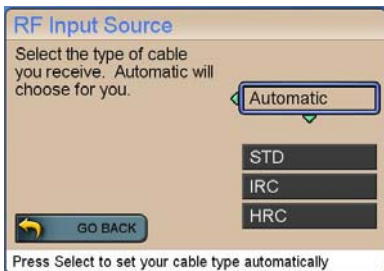 RF Input Source
Select the type of cable
you receive. Automatic will
choose for you.
Automatic
STD
IRC
HRC
GO BACK
Press Select to set your cable type automatically